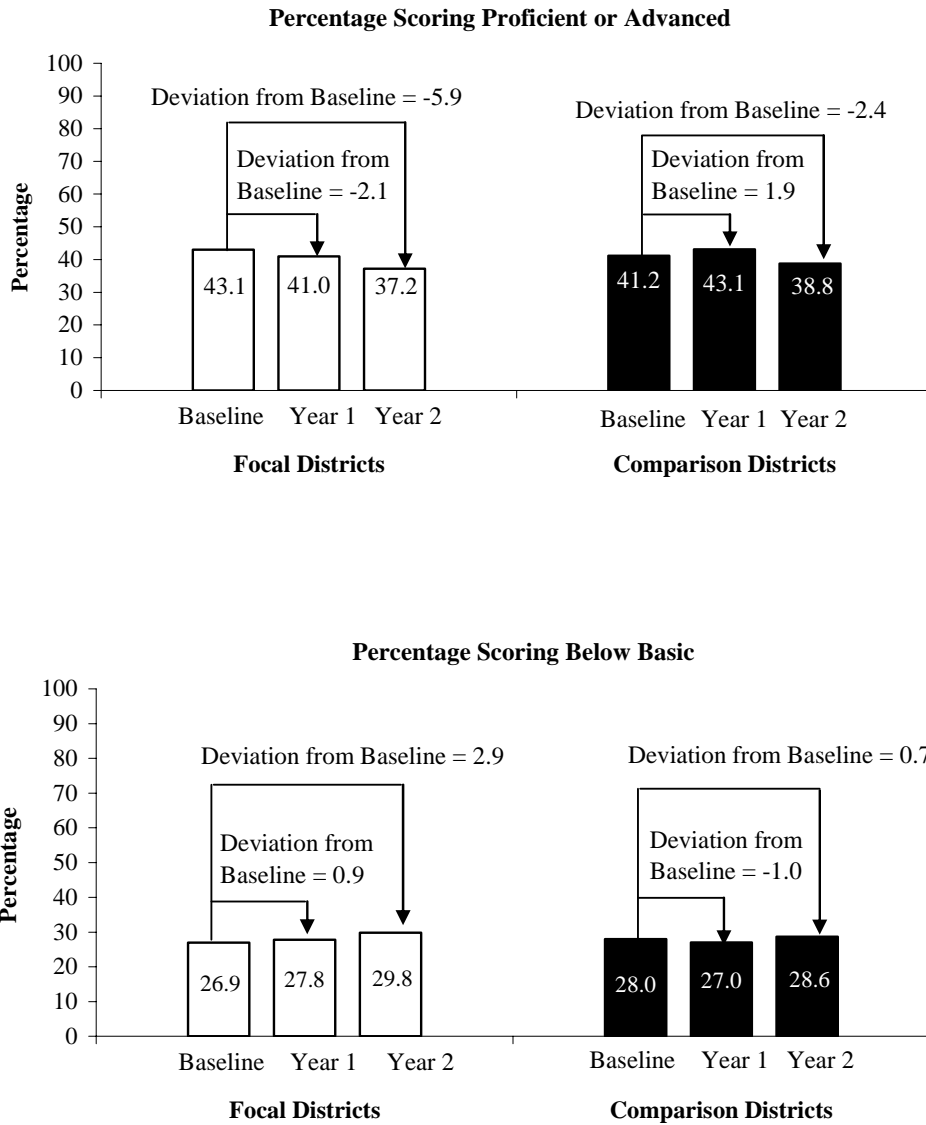 Percentage Scoring Proficient or Advanced
100
90
80
70
60
50
40
30
20
10
0
Percentage
Deviation from Baseline = -5.9
Deviation from
Baseline = -2.1
43.1
41.0
37.2
Baseline
Year 1
Year 2
Focal Districts
Deviation from Baseline = -2.4
Deviation from
Baseline = 1.9
41.2
43.1
38.8
Baseline
Year 1
Year 2
Comparison Districts
Percentage Scoring Below Basic
100
90
80
70
60
50
40
30
20
10
0
Percentage
Deviation from Baseline = 2.9
Deviation from
Baseline = 0.9
26.9
27.8
29.8
Baseline
Year 1
Year 2
Focal Districts
Deviation from Baseline = 0.7
Deviation from
Baseline = -1.0
28.0
27.0
28.6
Baseline
Year 1
Year 2
Comparison Districts